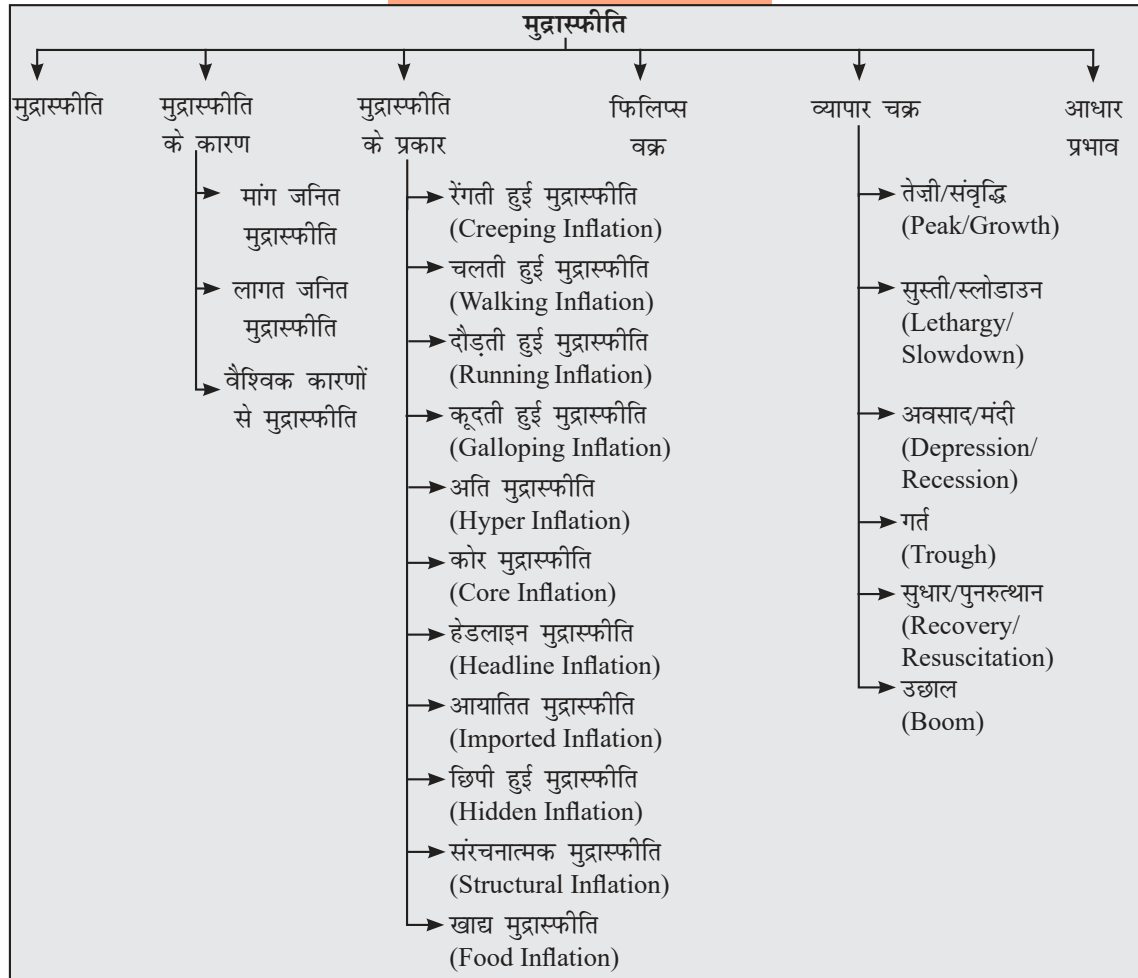 मुद्रास्फीति
मुद्रास्फीति
मुद्रास्फीति
के कारण
मांग जनित
मुद्रास्फीति
लागत जनित
मुद्रास्फीति
वैश्विक कारणों
से मुद्रास्फीति
मुद्रास्फीति
के प्रकार
रेंगती हुई मुद्रास्फीति
(Creeping Inflation)
चलती हुई मुद्रास्फीति
(Walking Inflation)
दौड़ती हुई मुद्रास्फीति
(Running Inflation)
कूदती हुई मुद्रास्फीति
(Galloping Inflation)
अति मुद्रास्फीति
(Hyper Inflation)
कोर मुद्रास्फीति
(Core Inflation)
हेडलाइन मुद्रास्फीति
(Headline Inflation)
आयातित मुद्रास्फीति
(Imported Inflation)
छिपी हुई मुद्रास्फीति
(Hidden Inflation)
संरचनात्मक मुद्रास्फीति
(Structural Inflation)
खाद्य मुद्रास्फीति
(Food Inflation)
फिलिप्स
वक्र
व्यापार चक्र
तेज़ी/संवृद्धि
(Peak/Growth)
सुस्ती/स्लोडाउन
(Lethargy/
Slowdown)
अवसाद/मंदी
(Depression/
Recession)
गर्त
(Trough)
सुधार/पुनरुत्थान
(Recovery/
Resuscitation)
उछाल
(Boom)
आधार
प्रभाव